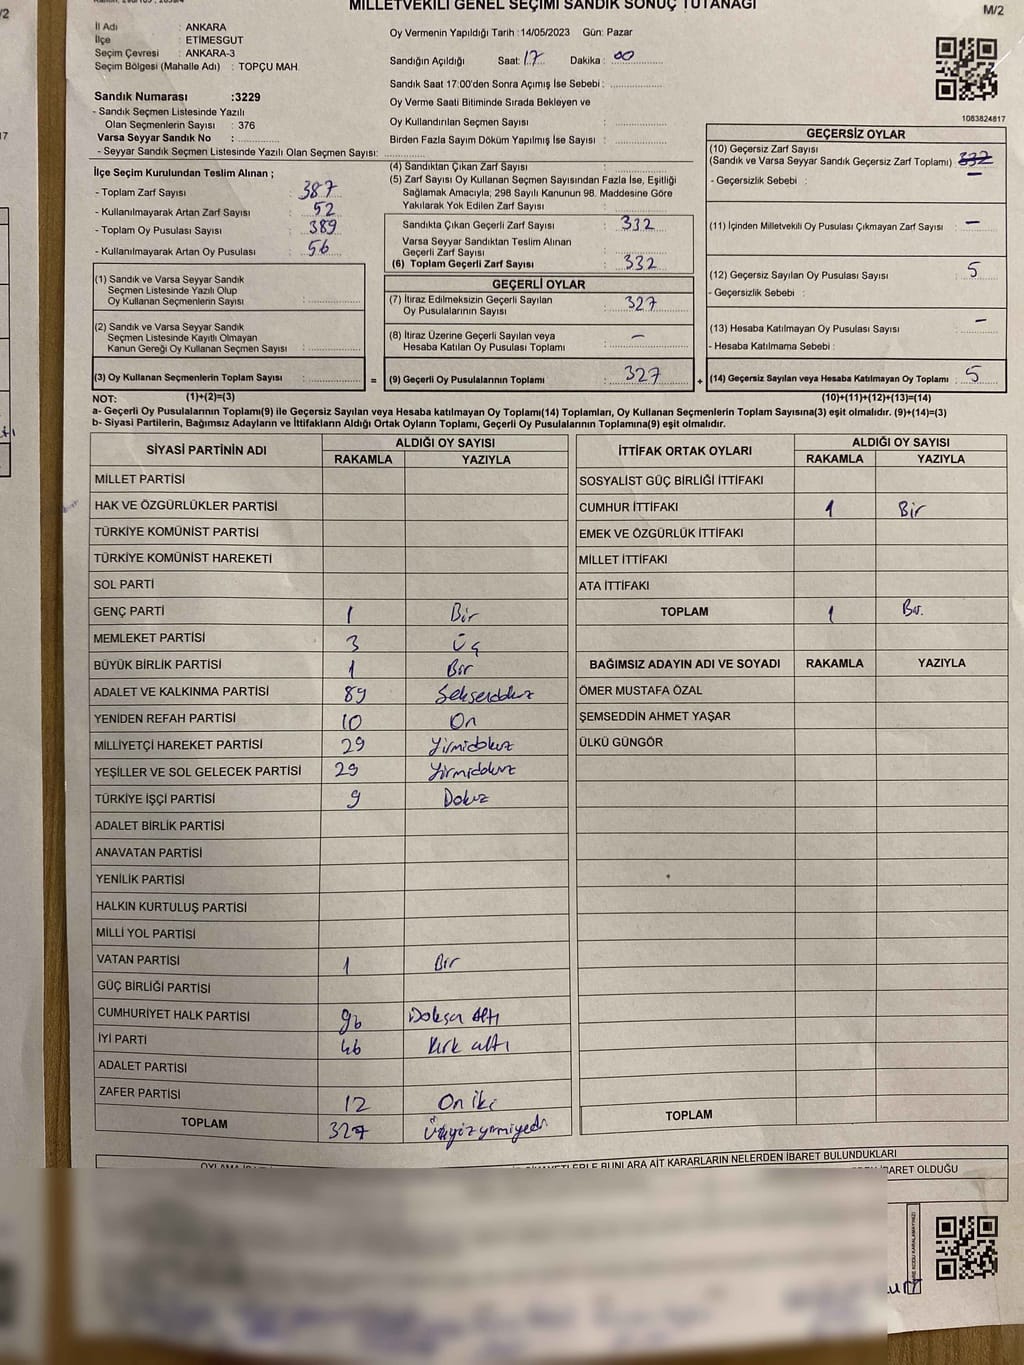 MİLLETVEKİLİ GENEL SEÇİMİ SANDIK SONUÇ TUTANAĞI
M/2
İl Adı : ANKARA
İlçe : ETİMESGUT
Seçim Çevresi : ANKARA-3
Seçim Bölgesi (Mahalle Adı) : TOPÇU MAH.
Sandık Numarası :3229
- Sandık Seçmen Listesinde Yazılı
Olan Seçmenlerin Sayısı : 376
Varsa Seyyar Sandık No :
- Seyyar Sandık Seçmen Listesinde Yazılı Olan Seçmen Sayısı:
Oy Vermenin Yapıldığı Tarih :14/05/2023 Gün: Pazar
Sandığın Açıldığı Saat: 17 Dakika : 00
Sandık Saat 17:00'den Sonra Açımış İse Sebebi :
Oy Verme Saati Bitiminde Sırada Bekleyen ve
Oy Kullandırılan Seçmen Sayısı :
Birden Fazla Sayım Döküm Yapılmış İse Sayısı :
1083824817
İlçe Seçim Kurulundan Teslim Alınan ;
- Toplam Zarf Sayısı : 387
- Kullanılmayarak Artan Zarf Sayısı : 52
- Toplam Oy Pusulası Sayısı : 389
- Kullanılmayarak Artan Oy Pusulası : 56
(1) Sandık ve Varsa Seyyar Sandık
Seçmen Listesinde Yazılı Olup
Oy Kullanan Seçmenlerin Sayısı :
(2) Sandık ve Varsa Seyyar Sandık
Seçmen Listesinde Kayıtlı Olmayan
Kanun Gereği Oy Kullanan Seçmen Sayısı :
(3) Oy Kullanan Seçmenlerin Toplam Sayısı :
(1)+(2)=(3)
=
(4) Sandıktan Çıkan Zarf Sayısı :
(5) Zarf Sayısı Oy Kullanan Seçmen Sayısından Fazla İse, Eşitliği
Sağlamak Amacıyla; 298 Sayılı Kanunun 98. Maddesine Göre
Yakılarak Yok Edilen Zarf Sayısı :
Sandıkta Çıkan Geçerli Zarf Sayısı : 332
Varsa Seyyar Sandıktan Teslim Alınan
Geçerli Zarf Sayısı :
(6) Toplam Geçerli Zarf Sayısı : 332
GEÇERLİ OYLAR
(7) İtiraz Edilmeksizin Geçerli Sayılan
Oy Pusulalarının Sayısı : 327
(8) İtiraz Üzerine Geçerli Sayılan veya
Hesaba Katılan Oy Pusulası Toplamı : -
(9) Geçerli Oy Pusulalarının Toplamı : 327
+
GEÇERSİZ OYLAR
(10) Geçersiz Zarf Sayısı
(Sandık ve Varsa Seyyar Sandık Geçersiz Zarf Toplamı) : 332 -
- Geçersizlik Sebebi :
(11) İçinden Milletvekili Oy Pusulası Çıkmayan Zarf Sayısı : -
(12) Geçersiz Sayılan Oy Pusulası Sayısı : 5
- Geçersizlik Sebebi :
(13) Hesaba Katılmayan Oy Pusulası Sayısı : -
- Hesaba Katılmama Sebebi :
(14) Geçersiz Sayılan veya Hesaba Katılmayan Oy Toplamı : 5
(10)+(11)+(12)+(13)=(14)
NOT:
a- Geçerli Oy Pusulalarının Toplamı(9) ile Geçersiz Sayılan veya Hesaba katılmayan Oy Toplamı(14) Toplamları, Oy Kullanan Seçmenlerin Toplam Sayısına(3) eşit olmalıdır. (9)+(14)=(3)
b- Siyasi Partilerin, Bağımsız Adayların ve İttifakların Aldığı Ortak Oyların Toplamı, Geçerli Oy Pusulalarının Toplamına(9) eşit olmalıdır.
SİYASİ PARTİNİN ADI ALDIĞI OY SAYISI
RAKAMLA YAZIYLA
MİLLET PARTİSİ
HAK VE ÖZGÜRLÜKLER PARTİSİ
TÜRKİYE KOMÜNİST PARTİSİ
TÜRKİYE KOMÜNİST HAREKETİ
SOL PARTİ
GENÇ PARTİ 1 Bir
MEMLEKET PARTİSİ 3 Üç
BÜYÜK BİRLİK PARTİSİ 1 Bir
ADALET VE KALKINMA PARTİSİ 89 Seksendokuz
YENİDEN REFAH PARTİSİ 10 On
MİLLİYETÇİ HAREKET PARTİSİ 29 Yirmidokuz
YEŞİLLER VE SOL GELECEK PARTİSİ 29 Yirmidokuz
TÜRKİYE İŞÇİ PARTİSİ 9 Dokuz
ADALET BİRLİK PARTİSİ
ANAVATAN PARTİSİ
YENİLİK PARTİSİ
HALKIN KURTULUŞ PARTİSİ
MİLLİ YOL PARTİSİ
VATAN PARTİSİ 1 Bir
GÜÇ BİRLİĞİ PARTİSİ
CUMHURİYET HALK PARTİSİ 96 Doksan Altı
İYİ PARTİ 46 Kırk altı
ADALET PARTİSİ
ZAFER PARTİSİ 12 On iki
TOPLAM 327 Üçyüzyirmiyedi
İTTİFAK ORTAK OYLARI ALDIĞI OY SAYISI
RAKAMLA YAZIYLA
SOSYALİST GÜÇ BİRLİĞİ İTTİFAKI
CUMHUR İTTİFAKI 1 Bir
EMEK VE ÖZGÜRLÜK İTTİFAKI
MİLLET İTTİFAKI
ATA İTTİFAKI
TOPLAM 1 Bir
BAĞIMSIZ ADAYIN ADI VE SOYADI RAKAMLA YAZIYLA
ÖMER MUSTAFA ÖZAL
ŞEMSEDDİN AHMET YAŞAR
ÜLKÜ GÜNGÖR
TOPLAM
BUNLARA AİT KARARLARIN NELERDEN İBARET BULUNDUKLARI
İBARET OLDUĞU